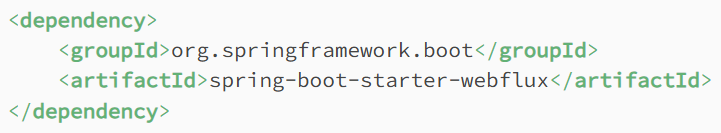 <dependency>
    <groupId>org.springframework.boot</groupId>
    <artifactId>spring-boot-starter-webflux</artifactId>
</dependency>